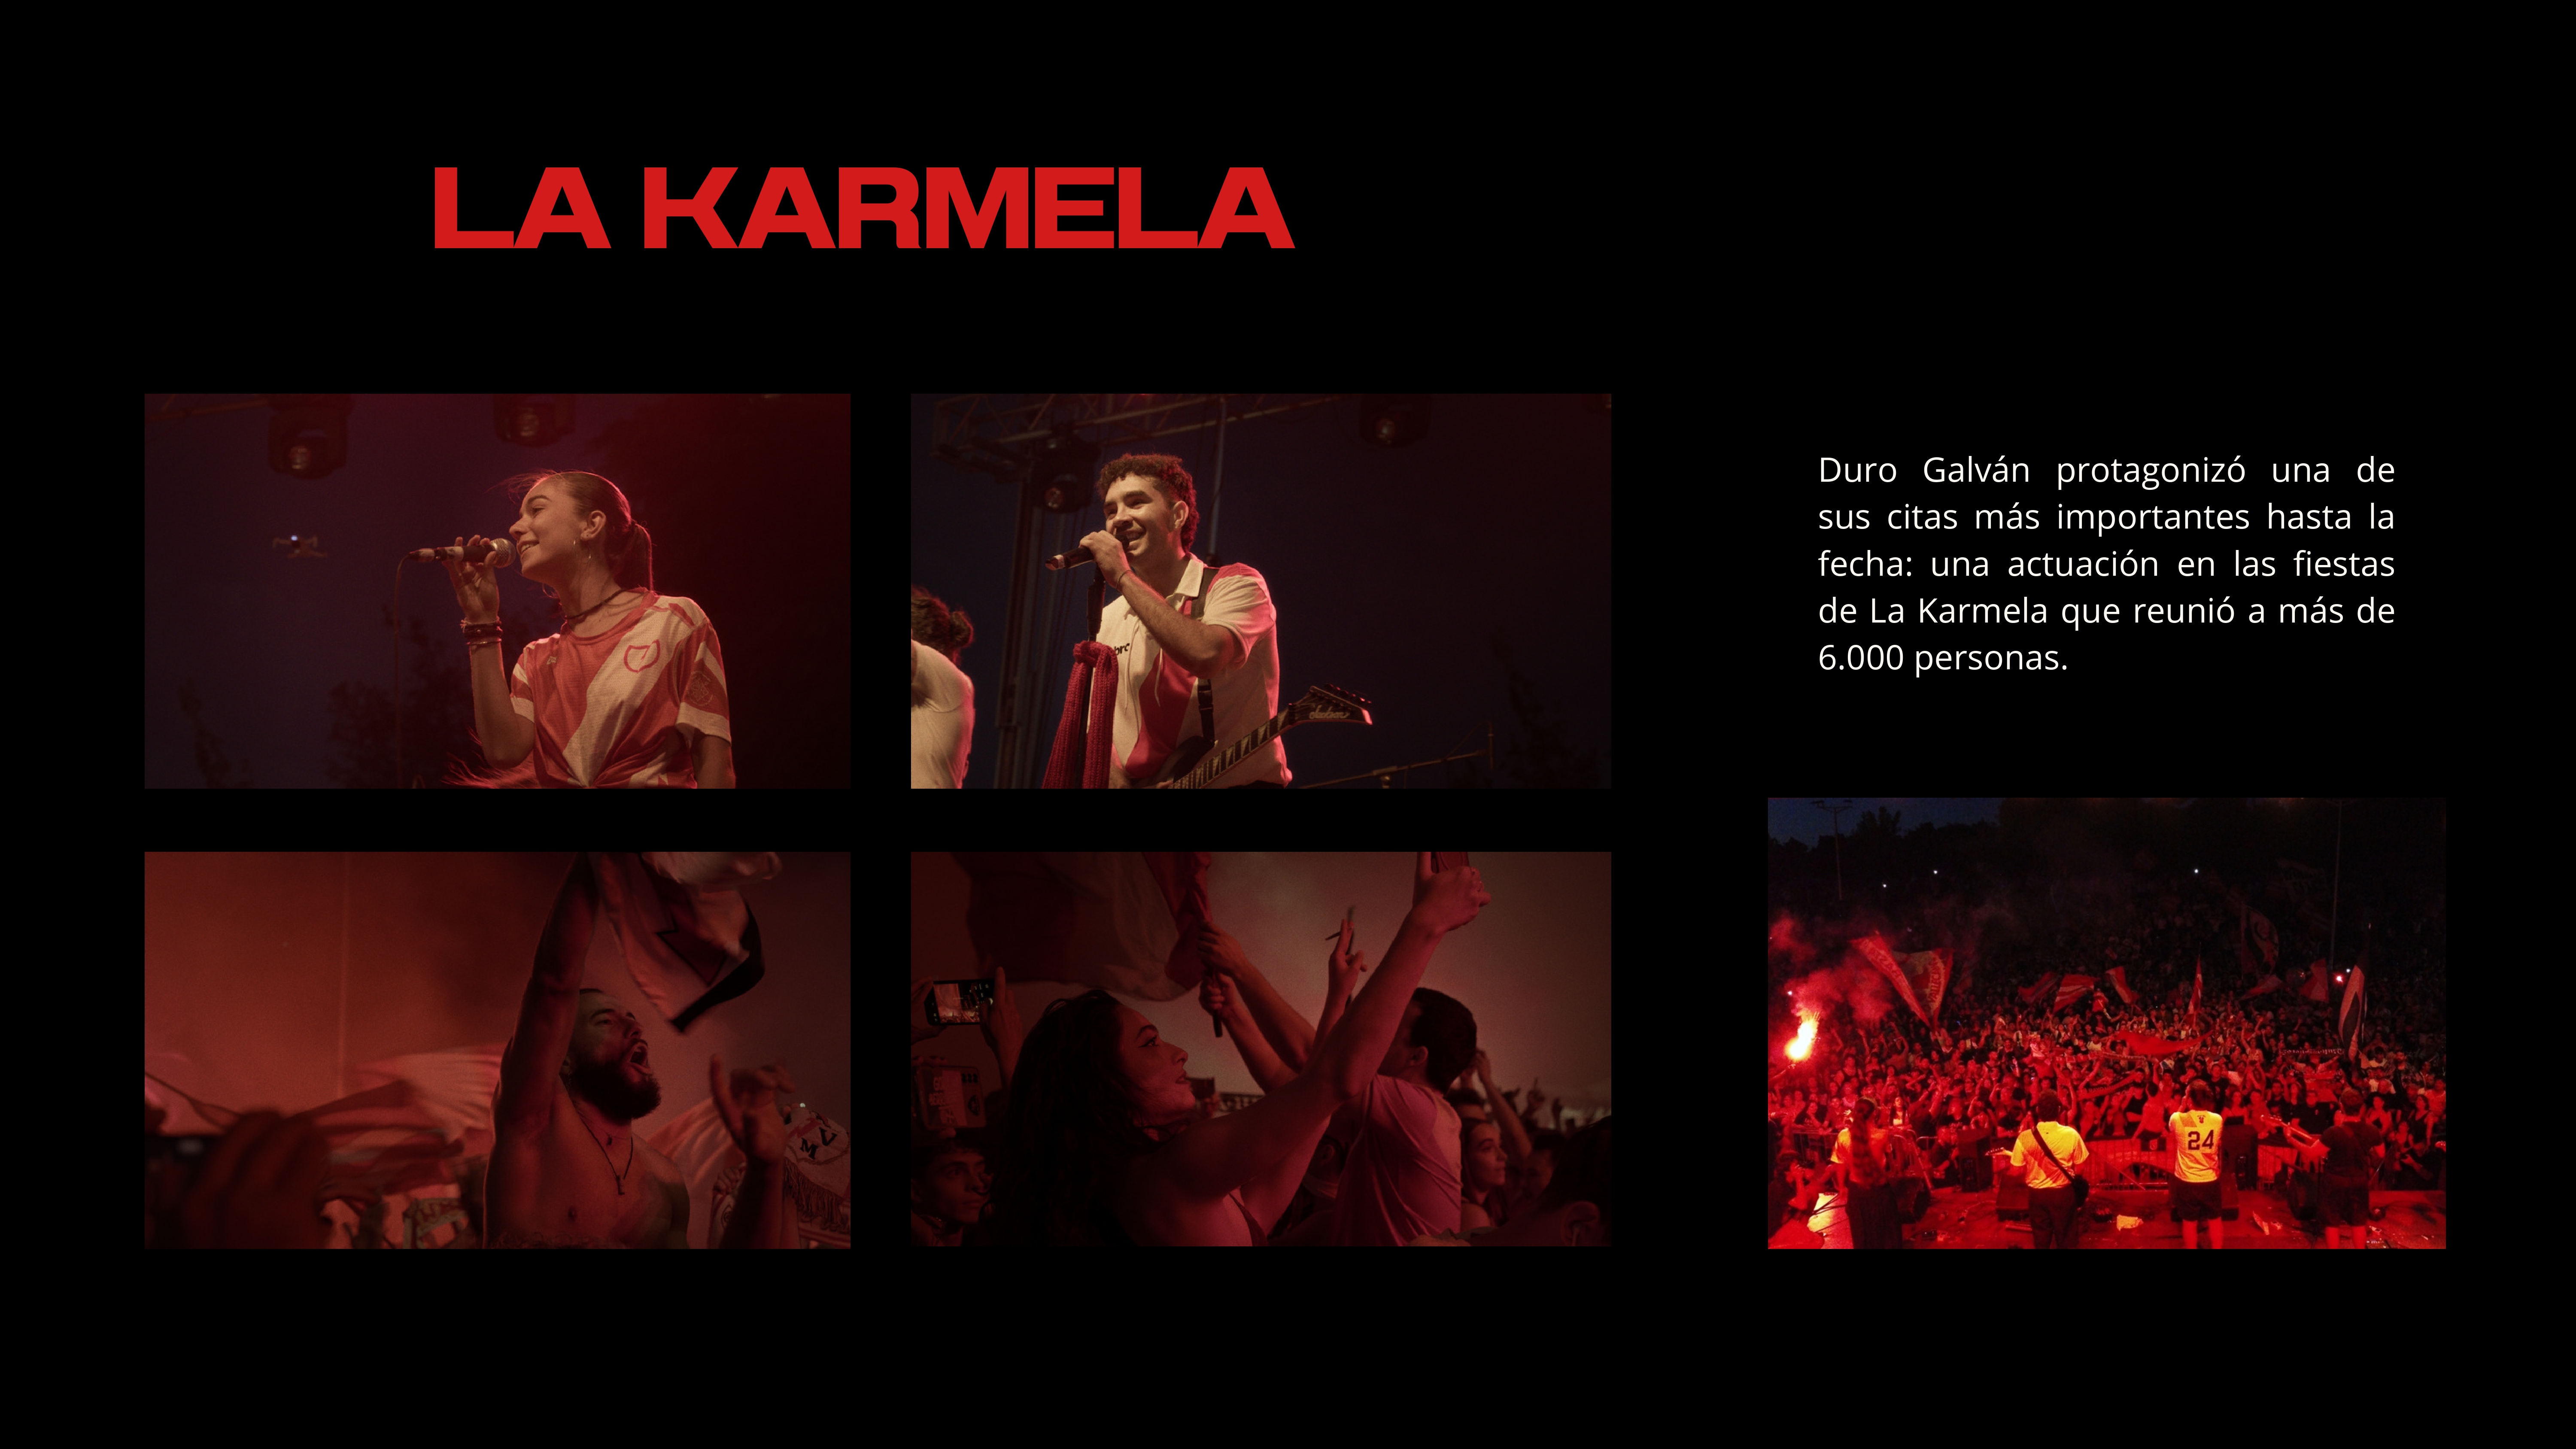 LA KARMELA
Duro Galván protagonizó una de
sus citas más importantes hasta la
fecha: una actuación en las fiestas
de La Karmela que reunió a más de
6.000 personas.
24